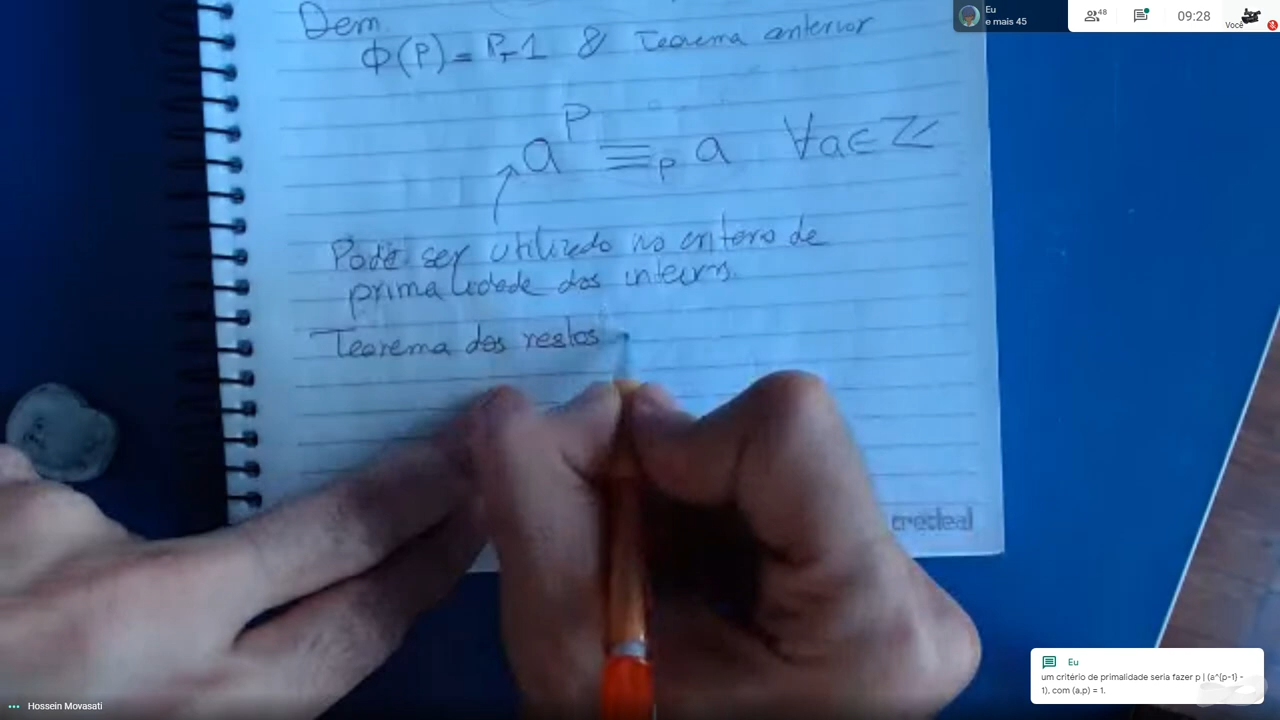 Eu
e mais 45
48
09:28
Você
Dem
Φ(P) = P-1 & Teorema anterior
a^P ≡_P a ∀a∈ℤ
Pode ser utilizado no critero de
primalidade dos inteiros.
Teorema dos restos
credeal
Eu
um critério de primalidade seria fazer p | (a^{p-1} -
1), com (a,p) = 1.
Hossein Movasati